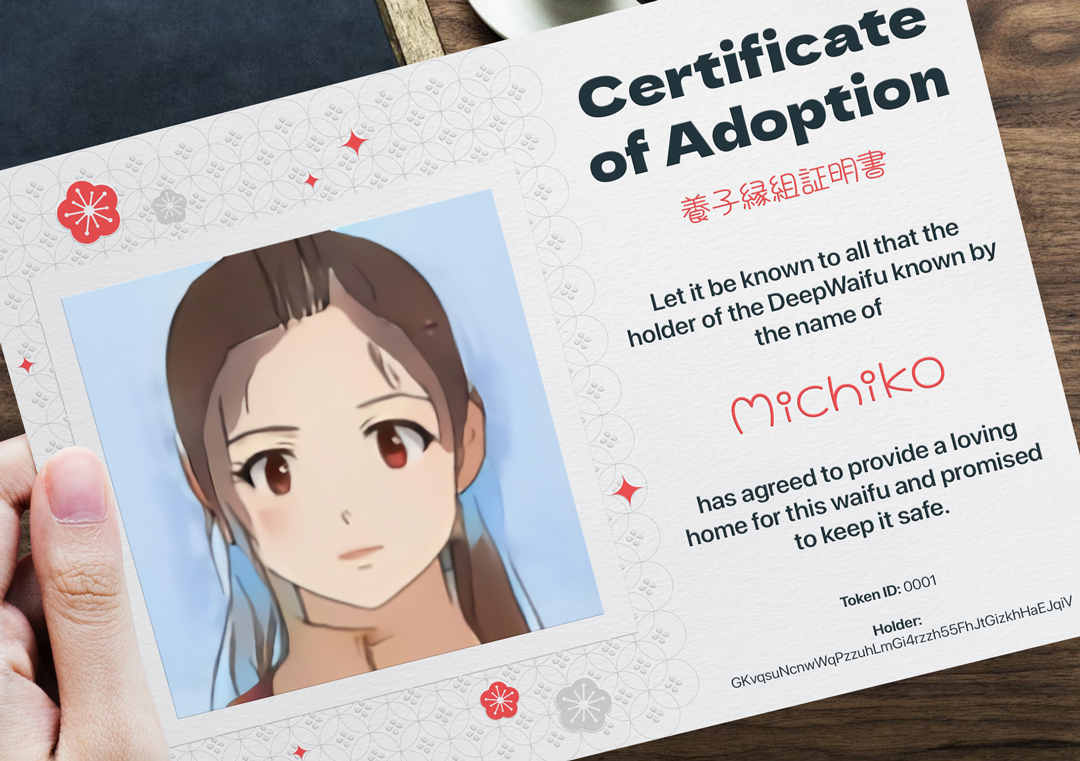 Certificate
of Adoption
養子縁組証明書
Let it be known to all that the
holder of the DeepWaifu known by
the name of
Michiko
has agreed to provide a loving
home for this waifu and promised
to keep it safe.
Token ID: 0001
Holder:
GKvqsuNcnwWqPzzuhLmGi4rzzh55FhJtGizkhHaEJqiV